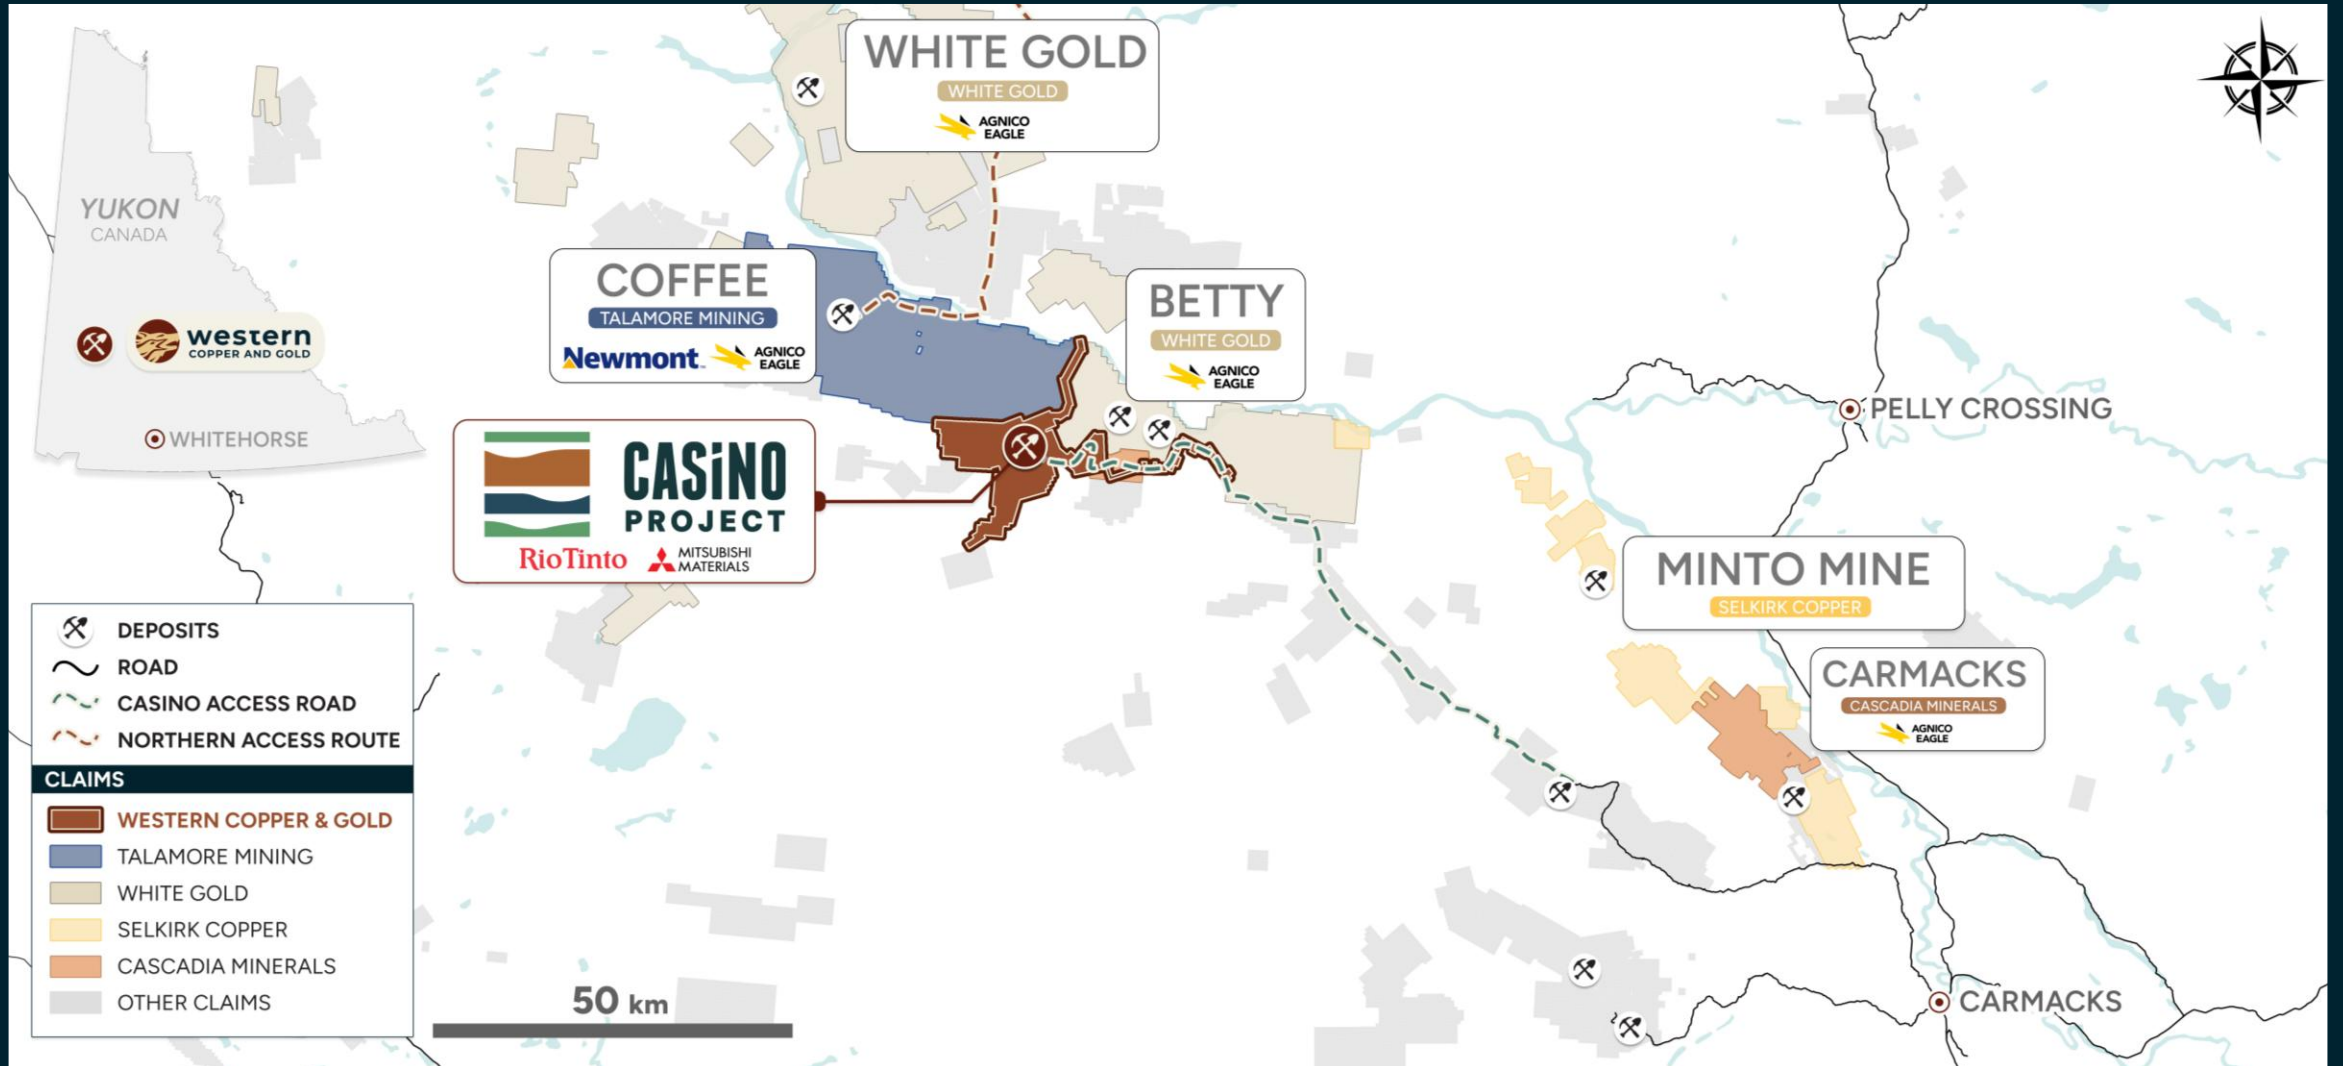 WHITE GOLD
WHITE GOLD
AGNICO
EAGLE
YUKON
CANADA
western
COPPER AND GOLD
WHITEHORSE
COFFEE
TALAMORE MINING
Newmont™
AGNICO
EAGLE
BETTY
WHITE GOLD
AGNICO
EAGLE
PELLY CROSSING
CASiNO
PROJECT
RioTinto
MITSUBISHI
MATERIALS
MINTO MINE
SELKIRK COPPER
CARMACKS
CASCADIA MINERALS
AGNICO
EAGLE
DEPOSITS
ROAD
CASINO ACCESS ROAD
NORTHERN ACCESS ROUTE
CLAIMS
WESTERN COPPER & GOLD
TALAMORE MINING
WHITE GOLD
SELKIRK COPPER
CASCADIA MINERALS
OTHER CLAIMS
50 km
CARMACKS